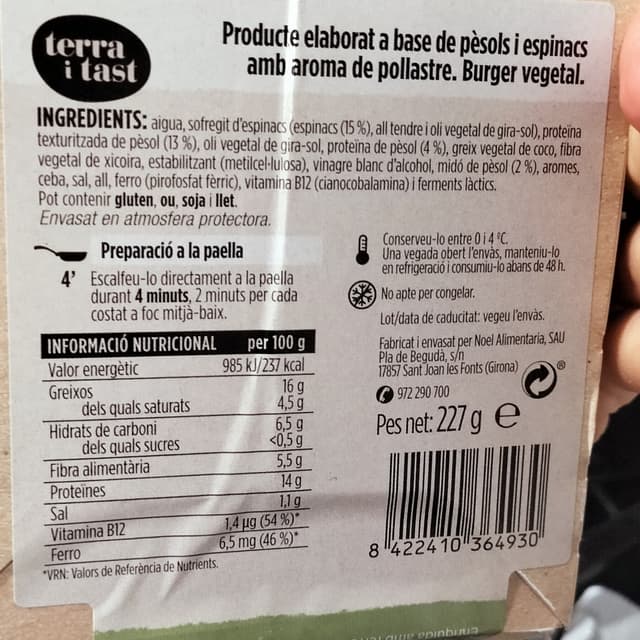 terra
i tast
Producte elaborat a base de pèsols i espinacs
amb aroma de pollastre. Burger vegetal.
INGREDIENTS: aigua, sofregit d'espinacs (espinacs (15 %), all tendre i oli vegetal de gira-sol), proteïna
texturitzada de pèsol (13 %), oli vegetal de gira-sol, proteïna de pèsol (4 %), greix vegetal de coco, fibra
vegetal de xicoira, estabilitzant (metilcel·lulosa), vinagre blanc d'alcohol, midó de pèsol (2 %), aromes,
ceba, sal, all, ferro (pirofosfat fèrric), vitamina B12 (cianocobalamina) i ferments làctics.
Pot contenir gluten, ou, soja i llet.
Envasat en atmosfera protectora.
Preparació a la paella
4' Escalfeu-lo directament a la paella
durant 4 minuts, 2 minuts per cada
costat a foc mitjà-baix.
INFORMACIÓ NUTRICIONAL per 100 g
Valor energètic 985 kJ/237 kcal
Greixos 16 g
dels quals saturats 4,5 g
Hidrats de carboni 6,5 g
dels quals sucres <0,5 g
Fibra alimentària 5,5 g
Proteïnes 14 g
Sal 1,1 g
Vitamina B12 1,4 µg (54 %)*
Ferro 6,5 mg (46 %)*
*VRN: Valors de Referència de Nutrients.
Conserveu-lo entre 0 i 4 °C.
Una vegada obert l'envàs, manteniu-lo
en refrigeració i consumiu-lo abans de 48 h.
No apte per congelar.
Lot/data de caducitat: vegeu l'envàs.
Fabricat i envasat per Noel Alimentaria, SAU
Pla de Begudà, s/n
17857 Sant Joan les Fonts (Girona)
972 290 700
®
Pes net: 227 g e
8 422410 364930